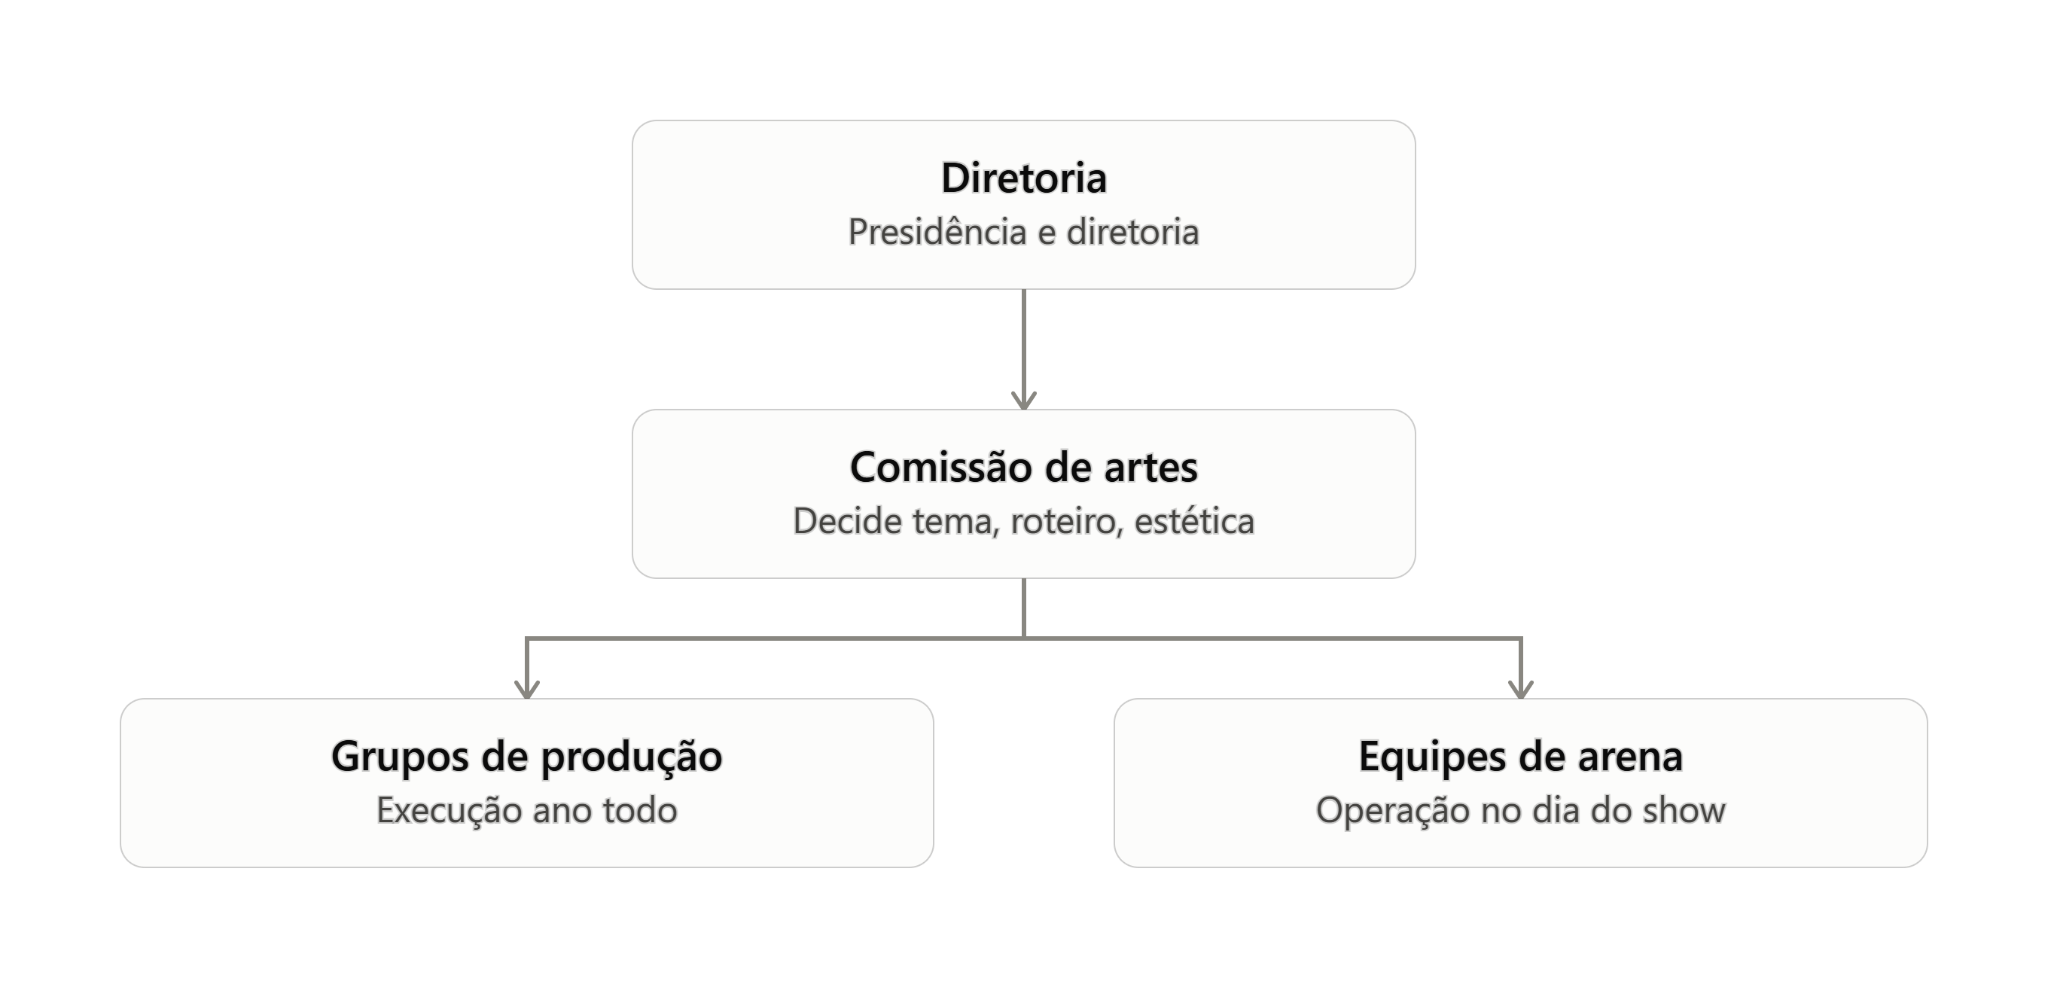 Diretoria
Presidência e diretoria
Comissão de artes
Decide tema, roteiro, estética
Grupos de produção
Execução ano todo
Equipes de arena
Operação no dia do show